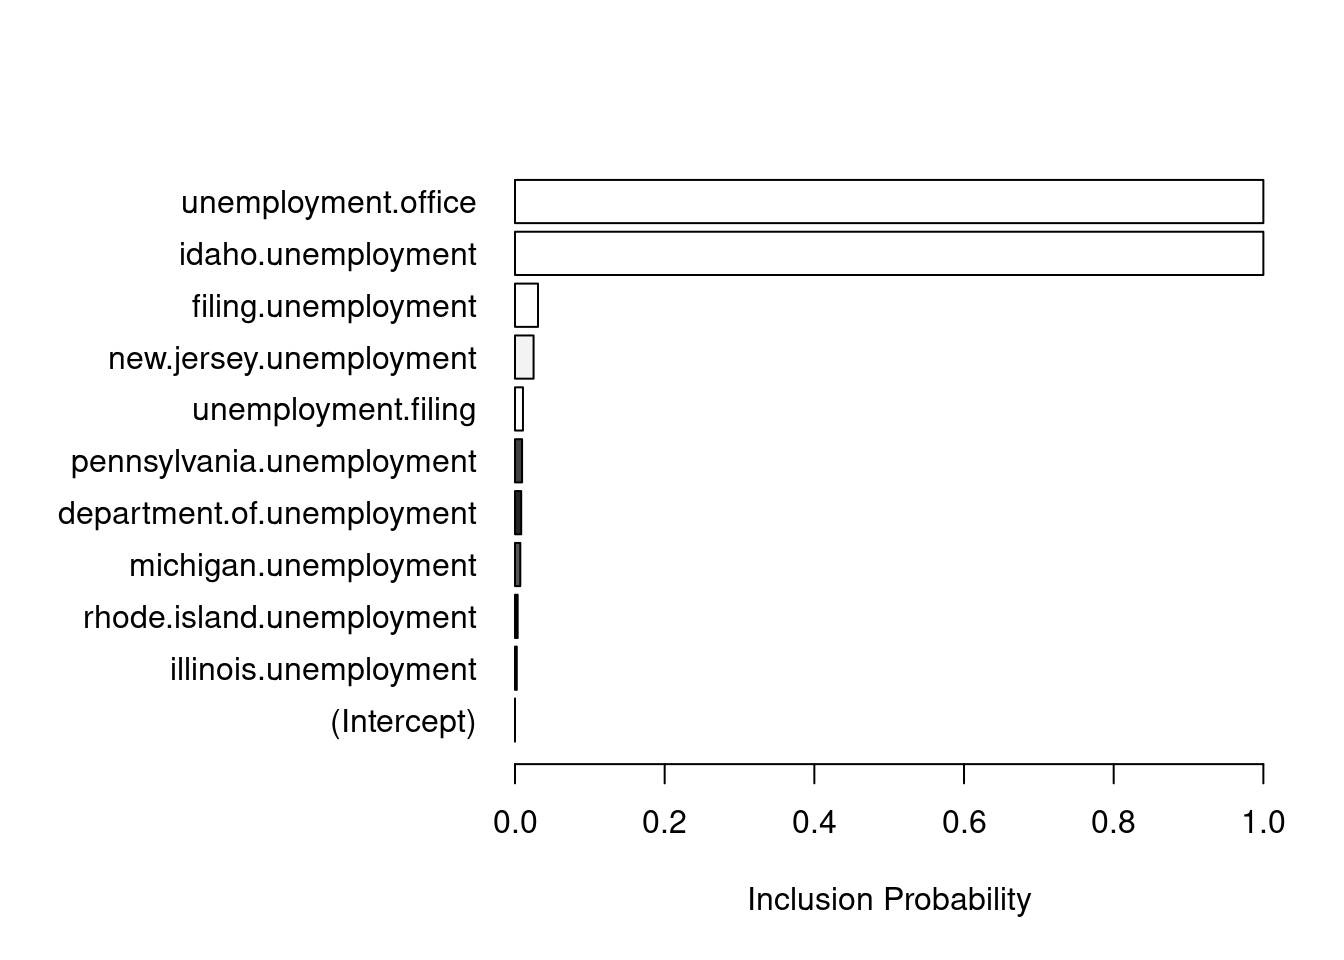 unemployment.office
idaho.unemployment
filing.unemployment
new.jersey.unemployment
unemployment.filing
pennsylvania.unemployment
department.of.unemployment
michigan.unemployment
rhode.island.unemployment
illinois.unemployment
(Intercept)
0.0 0.2 0.4 0.6 0.8 1.0
Inclusion Probability